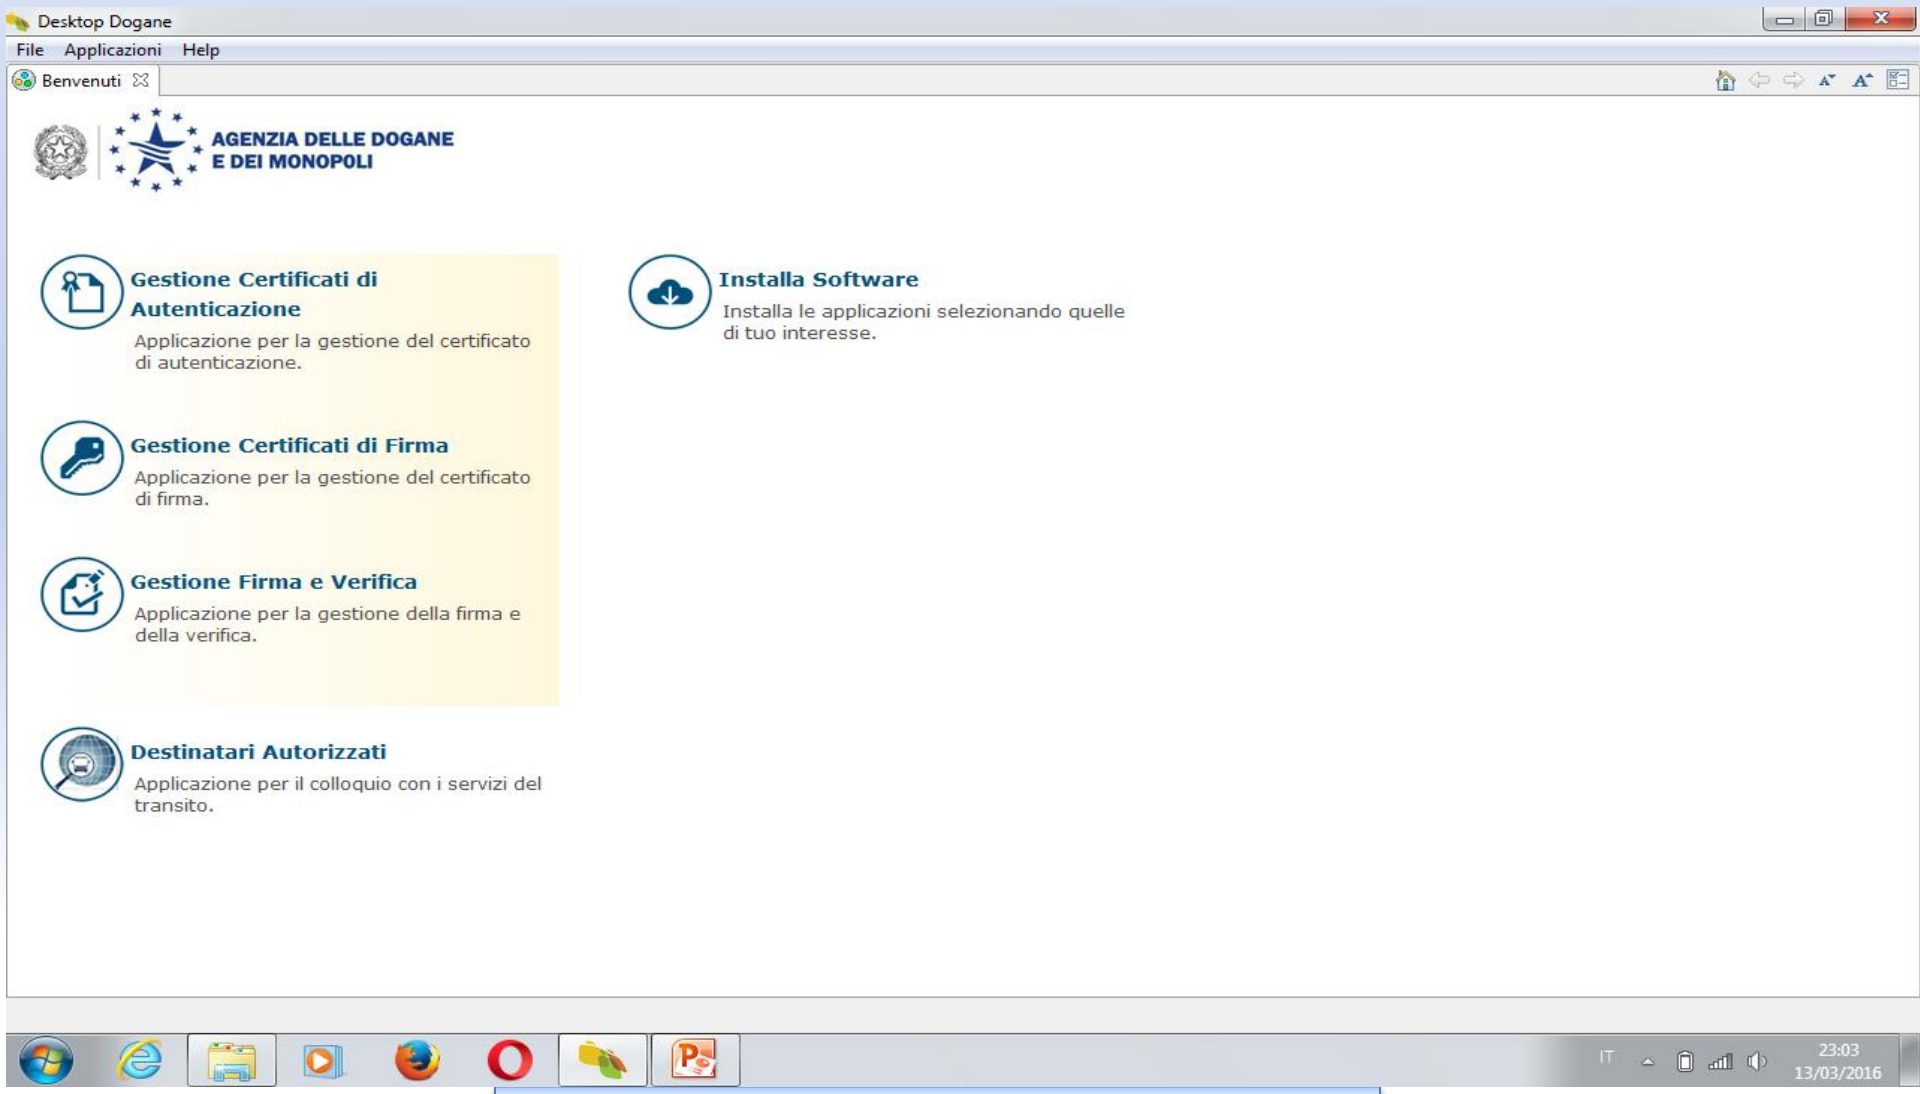 Desktop Dogane
File Applicazioni Help
Benvenuti
AGENZIA DELLE DOGANE
E DEI MONOPOLI
Gestione Certificati di
Autenticazione
Applicazione per la gestione del certificato
di autenticazione.
Gestione Certificati di Firma
Applicazione per la gestione del certificato
di firma.
Gestione Firma e Verifica
Applicazione per la gestione della firma e
della verifica.
Destinatari Autorizzati
Applicazione per il colloquio con i servizi del
transito.
Installa Software
Installa le applicazioni selezionando quelle
di tuo interesse.
IT
23:03
13/03/2016